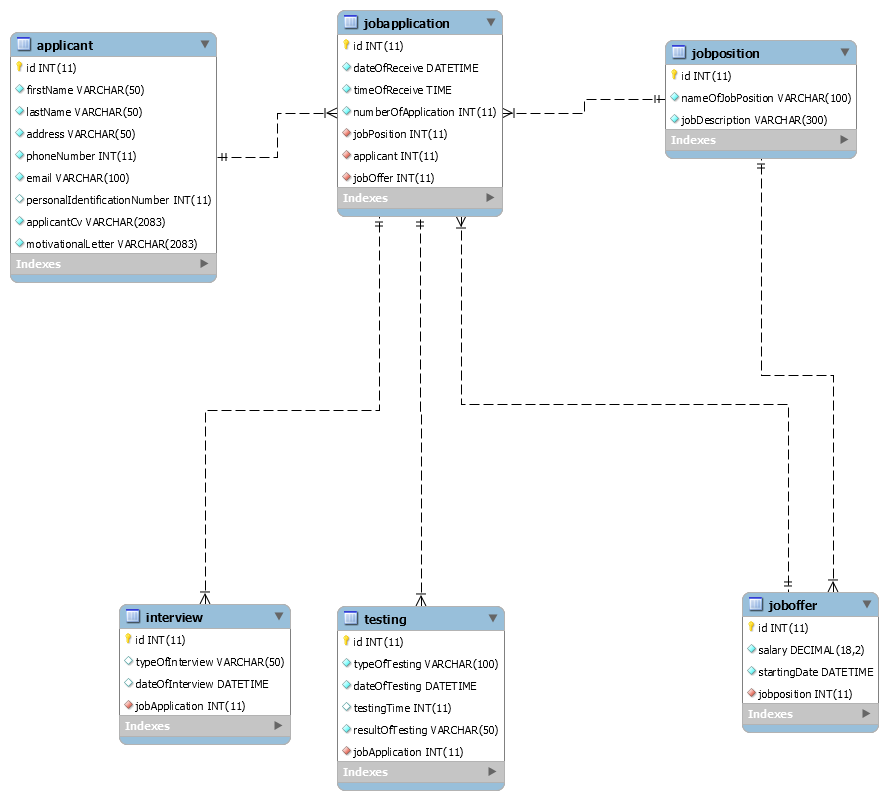 applicant
id INT(11)
firstName VARCHAR(50)
lastName VARCHAR(50)
address VARCHAR(50)
phoneNumber INT(11)
email VARCHAR(100)
personalIdentificationNumber INT(11)
applicantCv VARCHAR(2083)
motivationalLetter VARCHAR(2083)
Indexes
jobapplication
id INT(11)
dateOfReceive DATETIME
timeOfReceive TIME
numberOfApplication INT(11)
jobPosition INT(11)
applicant INT(11)
jobOffer INT(11)
Indexes
jobposition
id INT(11)
nameOfJobPosition VARCHAR(100)
jobDescription VARCHAR(300)
Indexes
interview
id INT(11)
typeOfInterview VARCHAR(50)
dateOfInterview DATETIME
jobApplication INT(11)
Indexes
testing
id INT(11)
typeOfTesting VARCHAR(100)
dateOfTesting DATETIME
testingTime INT(11)
resultOfTesting VARCHAR(50)
jobApplication INT(11)
Indexes
joboffer
id INT(11)
salary DECIMAL(18,2)
startingDate DATETIME
jobposition INT(11)
Indexes